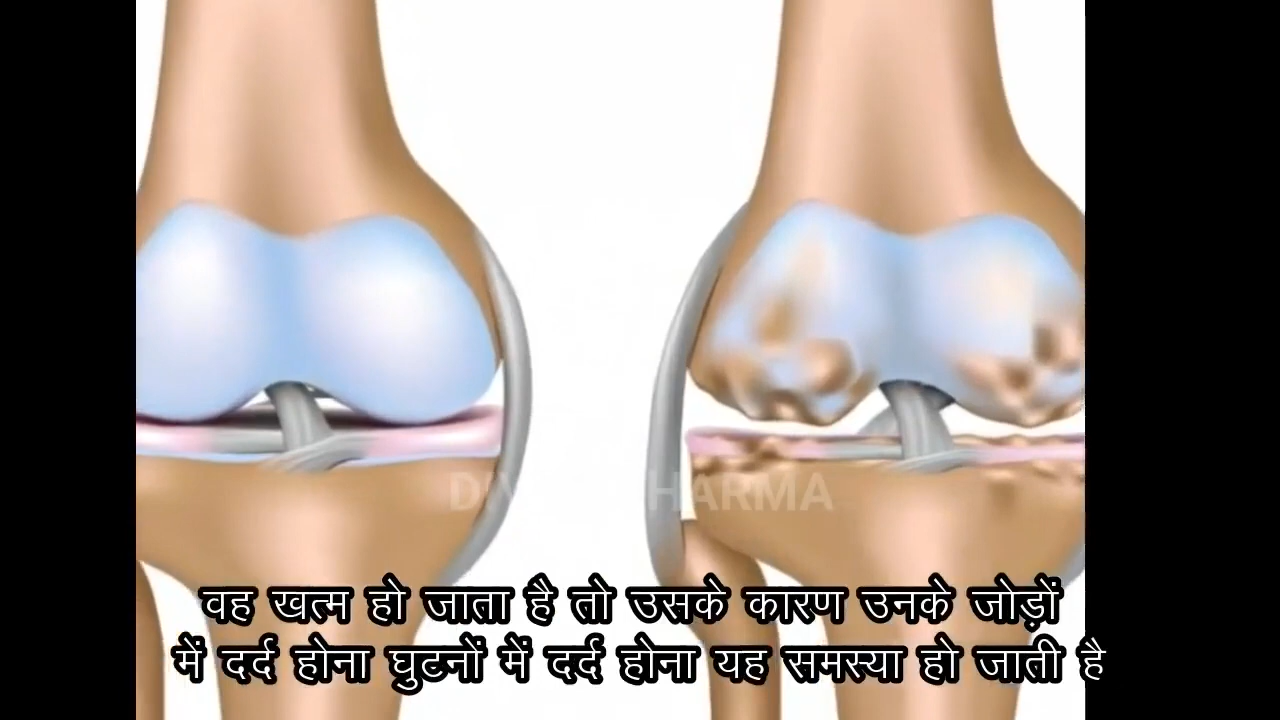 वह खत्म हो जाता है तो उसके कारण उनके जोड़ों
में दर्द होना घुटनों में दर्द होना यह समस्या हो जाती है